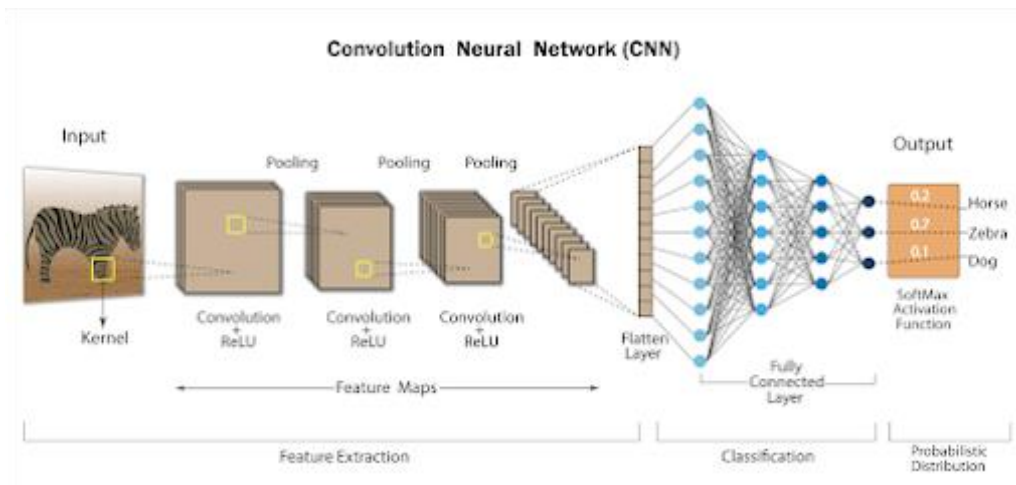 Convolution Neural Network (CNN)
Input
Output
Pooling
Pooling
Pooling
0.2
Horse
0.7
Zebra
0.1
Dog
Kernel
Convolution
+
ReLU
Convolution
+
ReLU
Convolution
+
ReLU
Flatten
Layer
SoftMax
Activation
Function
Feature Maps
Fully
Connected
Layer
Feature Extraction
Classification
Probabilistic
Distribution